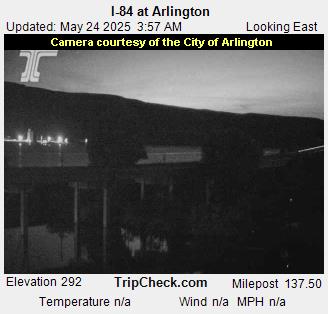 I-84 at Arlington
Updated: May 24 2025 3:57 AM Looking East
Camera courtesy of the City of Arlington
Elevation 292 TripCheck.com Milepost 137.50
Temperature n/a Wind n/a MPH n/a